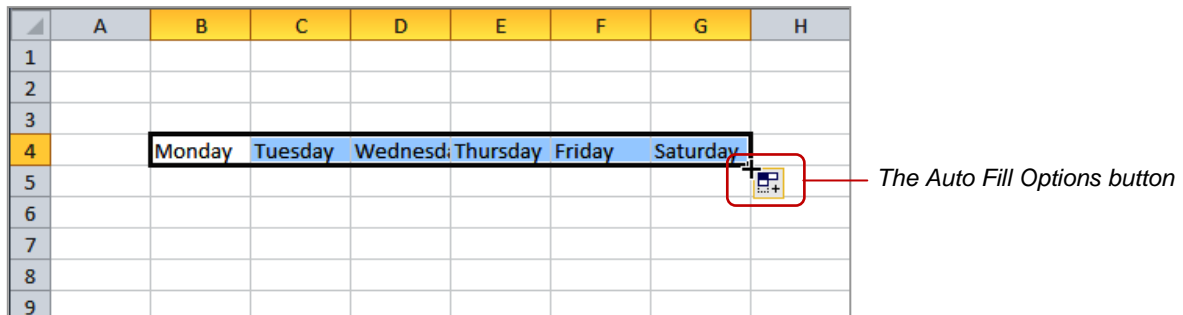 A B C D E F G H
1
2
3
4 Monday Tuesday Wednesd Thursday Friday Saturday
5 The Auto Fill Options button
6
7
8
9